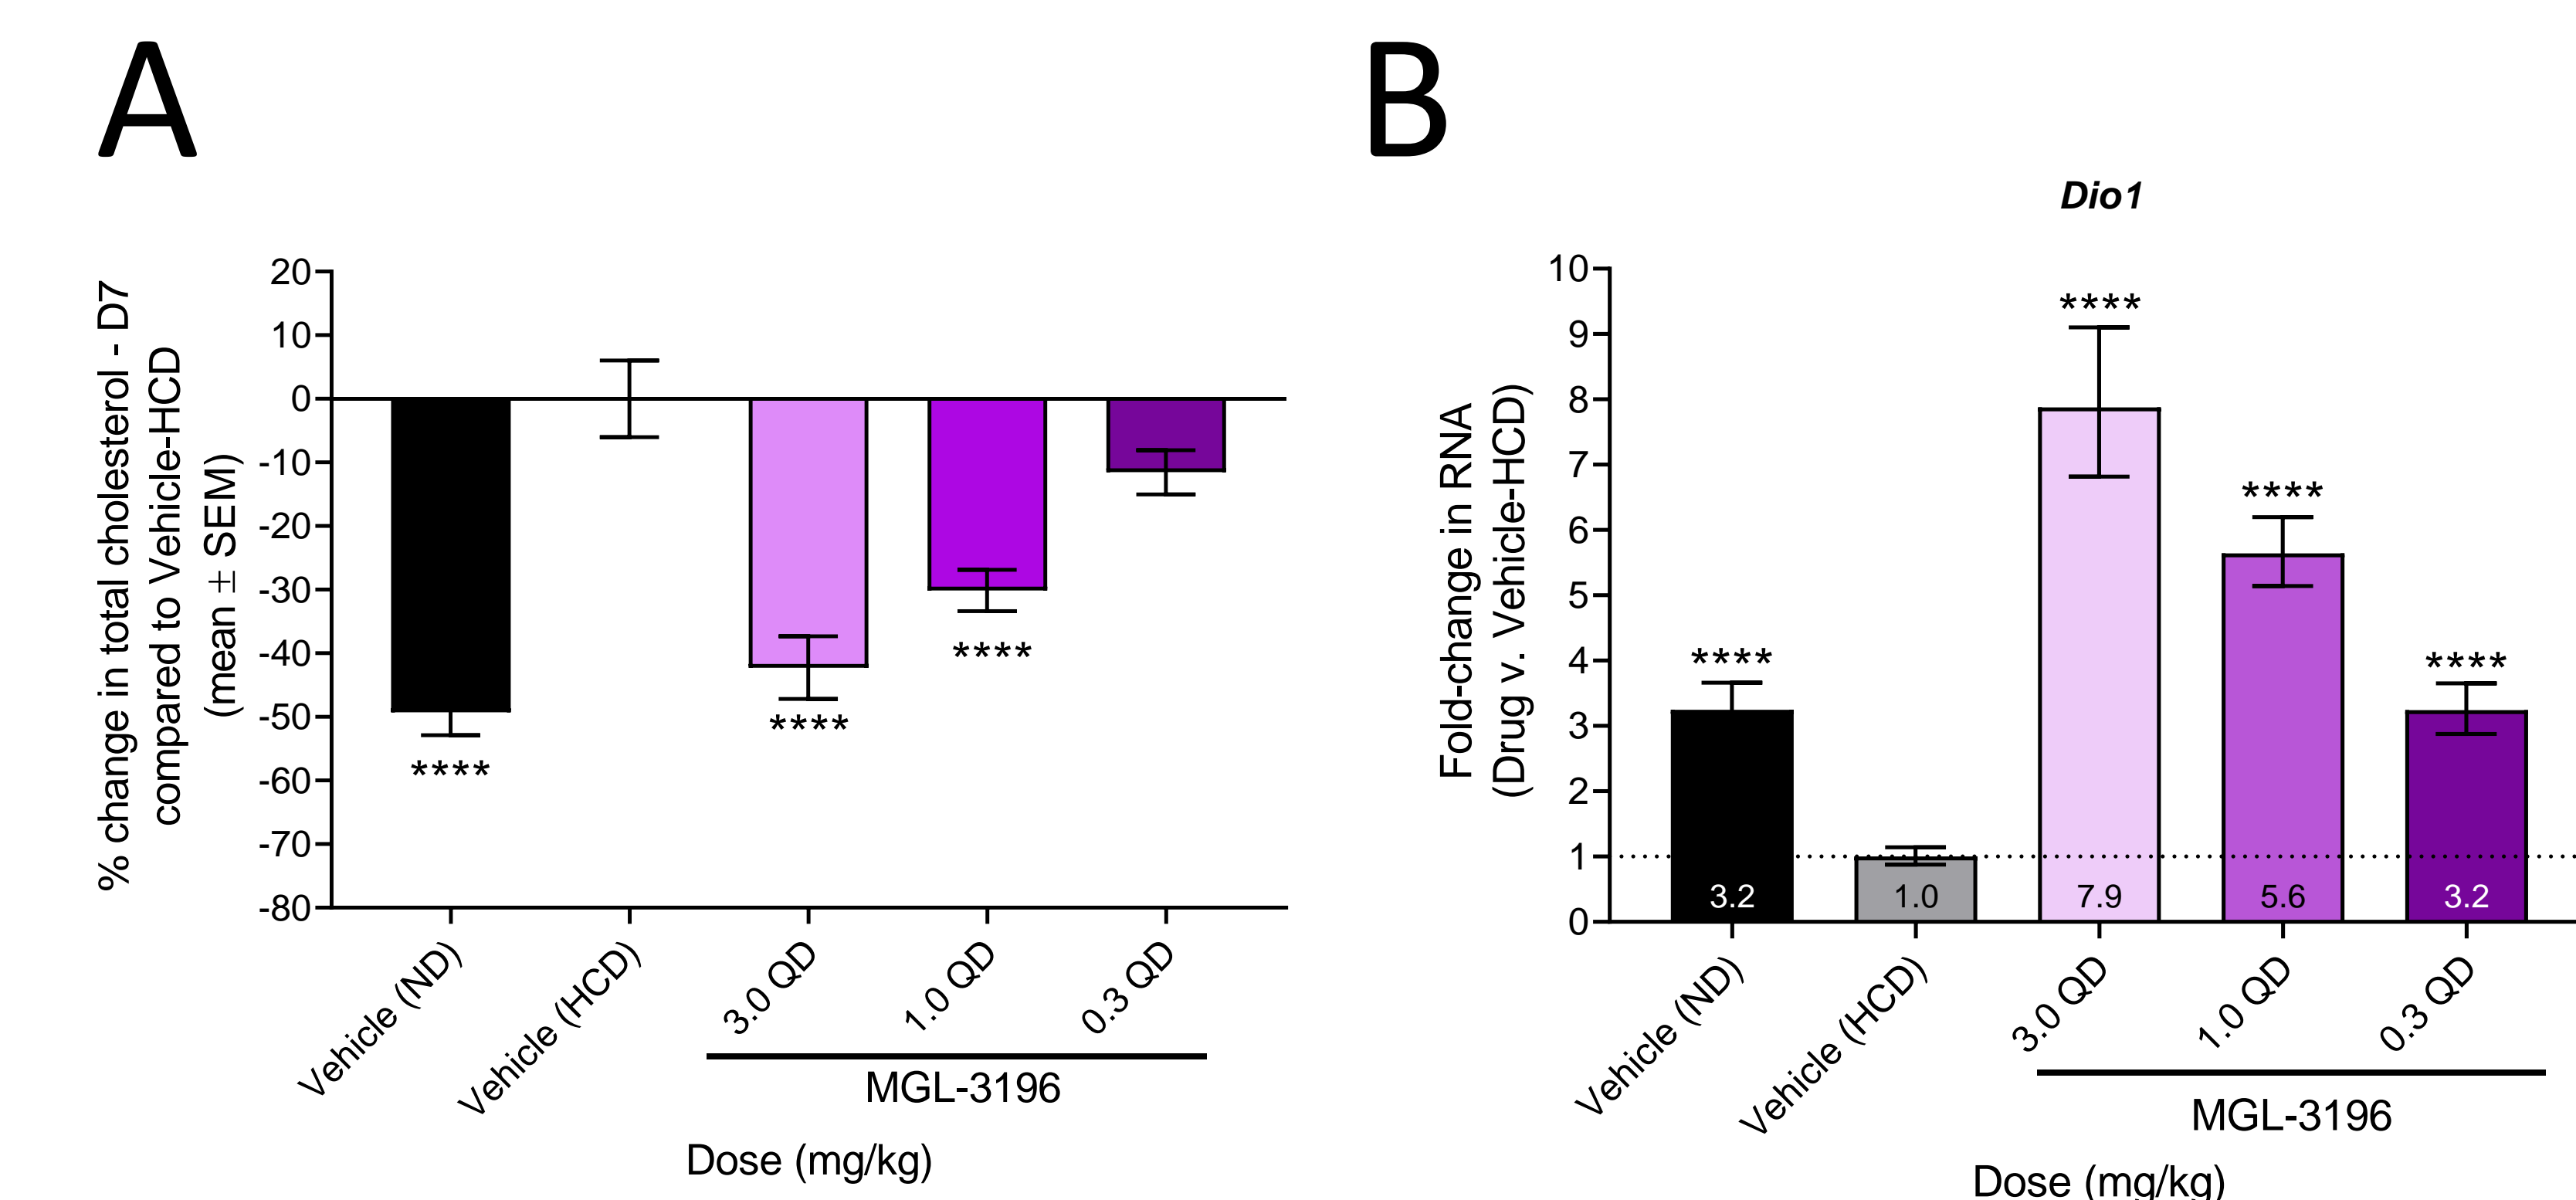 A
% change in total cholesterol - D7
compared to Vehicle-HCD
(mean ± SEM)
20
10
0
-10
-20
-30
-40
-50
-60
-70
-80
****
****
****
Vehicle (ND)
Vehicle (HCD)
3.0 QD
1.0 QD
0.3 QD
MGL-3196
Dose (mg/kg)
B
Dio1
Fold-change in RNA
(Drug v. Vehicle-HCD)
10
9
8
7
6
5
4
3
2
1
0
****
****
****
****
3.2
1.0
7.9
5.6
3.2
Vehicle (ND)
Vehicle (HCD)
3.0 QD
1.0 QD
0.3 QD
MGL-3196
Dose (mg/kg)